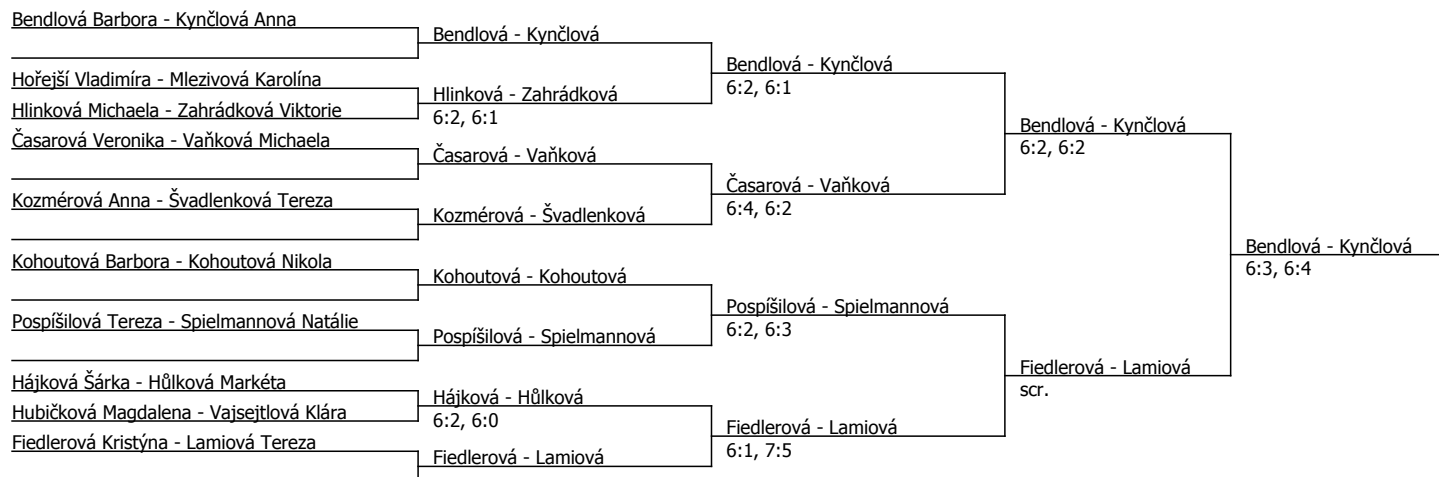 Bendlová Barbora - Kynčlová Anna
Hořejší Vladimíra - Mlezivová Karolína
Hlinková Michaela - Zahrádková Viktorie
Časarová Veronika - Vaňková Michaela
Kozmérová Anna - Švadlenková Tereza
Kohoutová Barbora - Kohoutová Nikola
Pospíšilová Tereza - Spielmannová Natálie
Hájková Šárka - Hůlková Markéta
Hubičková Magdalena - Vajsejtlová Klára
Fiedlerová Kristýna - Lamiová Tereza
Bendlová - Kynčlová
Hlinková - Zahrádková
6:2, 6:1
Časarová - Vaňková
Kozmérová - Švadlenková
Kohoutová - Kohoutová
Pospíšilová - Spielmannová
Hájková - Hůlková
6:2, 6:0
Fiedlerová - Lamiová
Bendlová - Kynčlová
6:2, 6:1
Časarová - Vaňková
6:4, 6:2
Pospíšilová - Spielmannová
6:2, 6:3
Fiedlerová - Lamiová
6:1, 7:5
Bendlová - Kynčlová
6:2, 6:2
Fiedlerová - Lamiová
scr.
Bendlová - Kynčlová
6:3, 6:4